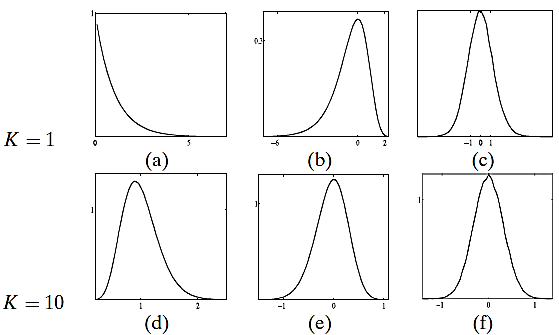 1 0.3
0 5 -6 0 2 -1 0 1
K = 1
(a) (b) (c)
1 1 1
1 2 -1 0 1 -1 0 1
K = 10
(d) (e) (f)